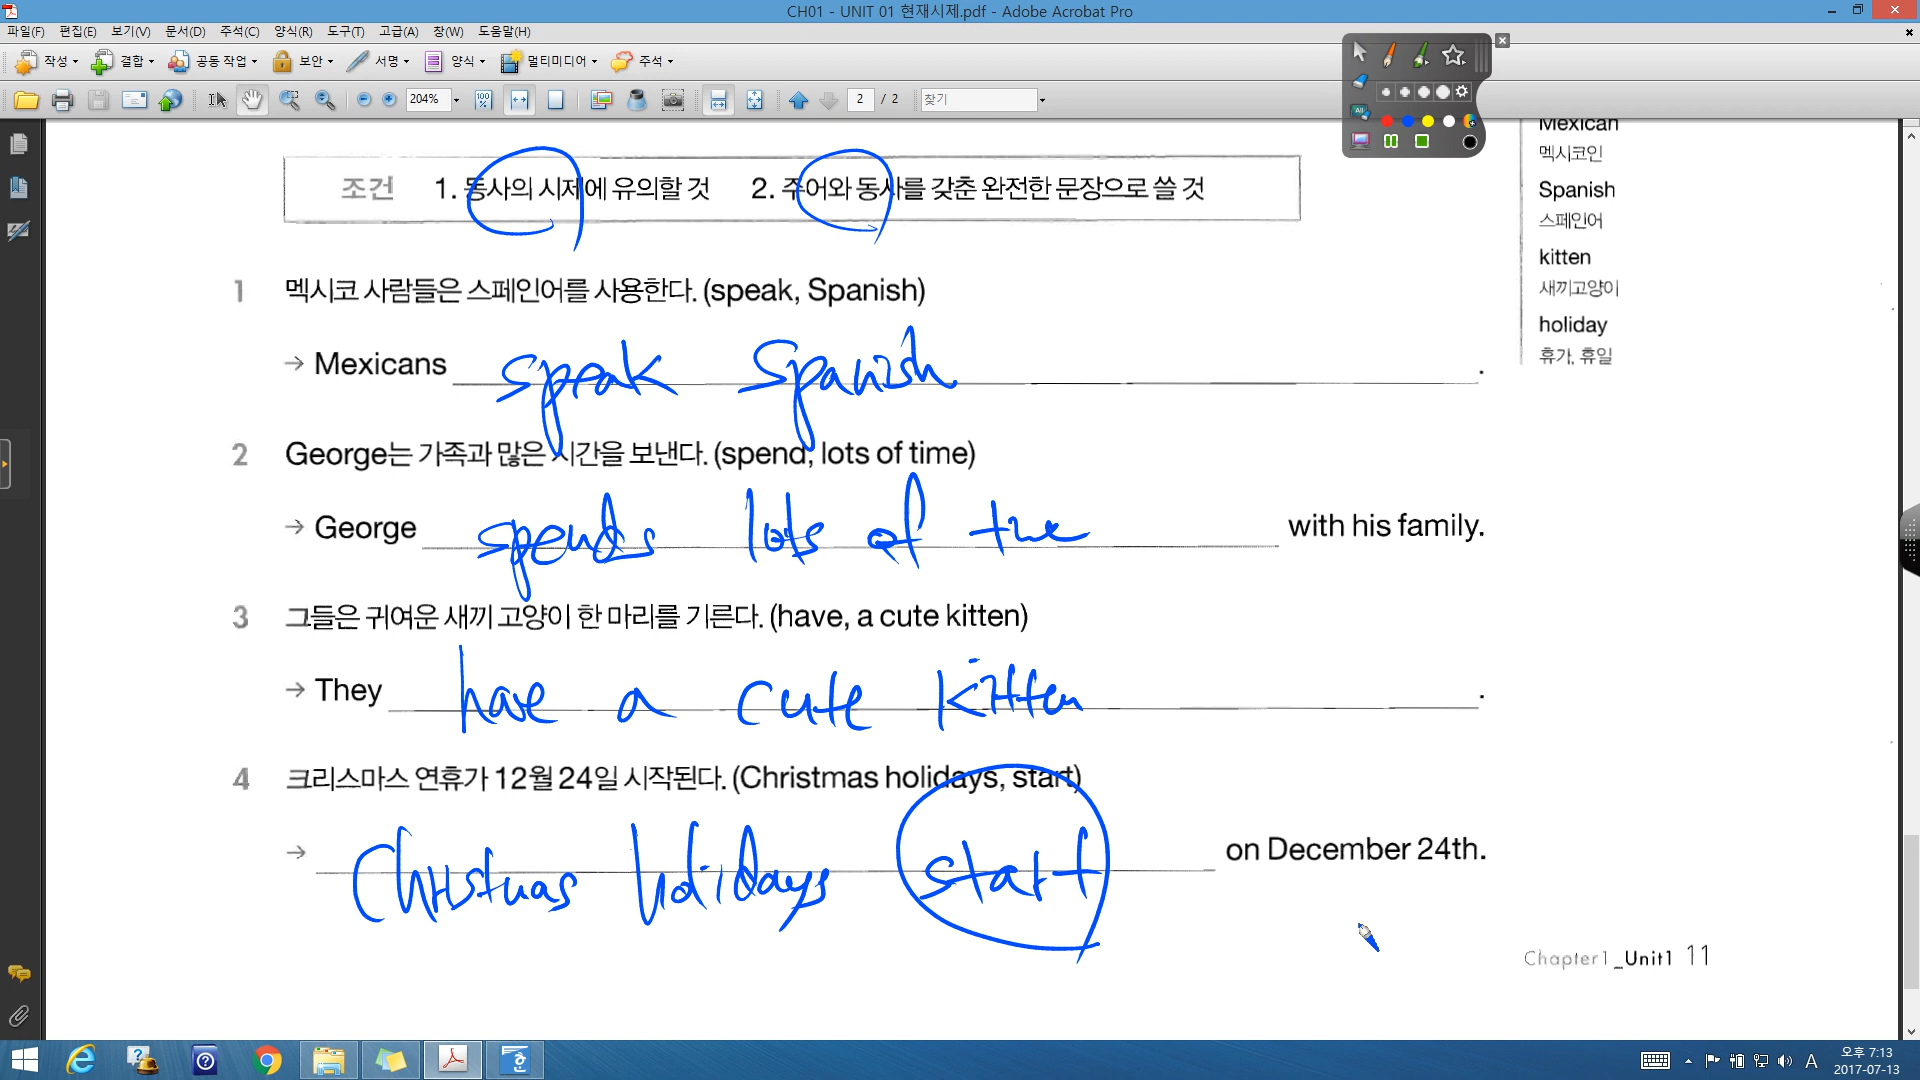 CH01 - UNIT 01 현재시제.pdf - Adobe Acrobat Pro
파일(F) 편집(E) 보기(V) 문서(D) 주석(C) 양식(R) 도구(T) 고급(A) 창(W) 도움말(H)
작성 결합 공동 작업 보안 서명 양식 멀티미디어 주석
204% 2 / 2 찾기
Mexican
멕시코인
Spanish
스페인어
kitten
새끼고양이
holiday
휴가, 휴일
조건 1. 동사의 시제에 유의할 것 2. 주어와 동사를 갖춘 완전한 문장으로 쓸 것
1 멕시코 사람들은 스페인어를 사용한다. (speak, Spanish)
→ Mexicans speak Spanish .
2 George는 가족과 많은 시간을 보낸다. (spend, lots of time)
→ George spends lots of time with his family.
3 그들은 귀여운 새끼 고양이 한 마리를 기른다. (have, a cute kitten)
→ They have a cute kitten .
4 크리스마스 연휴가 12월 24일 시작된다. (Christmas holidays, start)
→ Christmas holidays start on December 24th.
Chapter1_Unit1 11
A 오후 7:13
2017-07-13